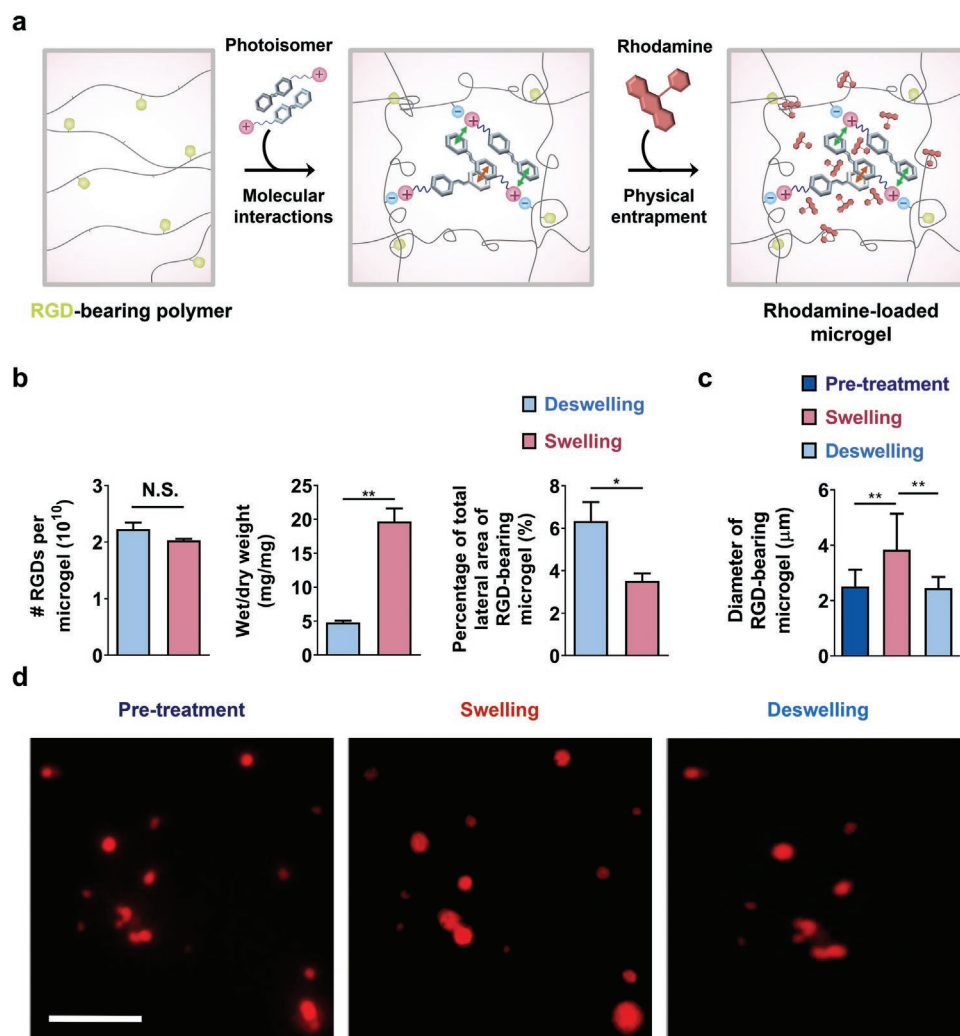 a
Photoisomer
Rhodamine
Molecular
interactions
Physical
entrapment
RGD-bearing polymer
Rhodamine-loaded
microgel
b
c
Deswelling
Swelling
Pre-treatment
Swelling
Deswelling
# RGDs per
microgel (10^10)
3
2
1
0
N.S.
Wet/dry weight
(mg/mg)
25
20
15
10
5
0
**
Percentage of total
lateral area of
RGD-bearing
microgel (%)
8
6
4
2
0
*
Diameter of
RGD-bearing
microgel (μm)
6
4
2
0
**
**
d
Pre-treatment
Swelling
Deswelling